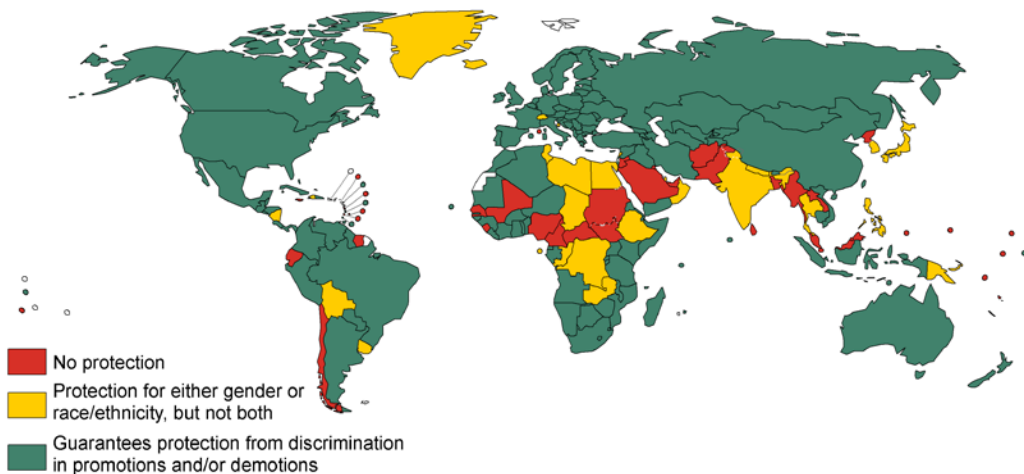 No protection
Protection for either gender or
race/ethnicity, but not both
Guarantees protection from discrimination
in promotions and/or demotions